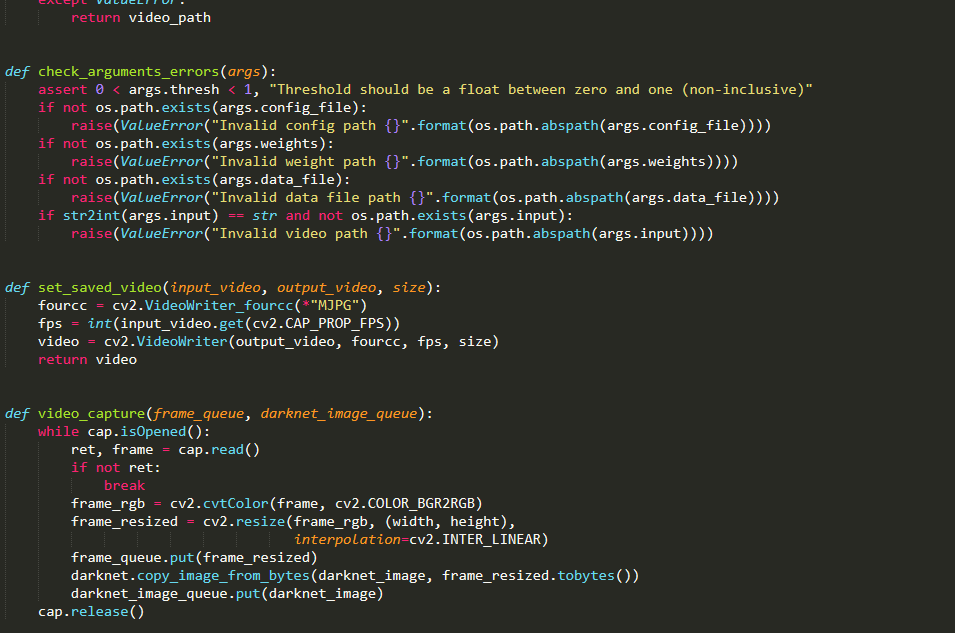 except ValueError:
return video_path
def check_arguments_errors(args):
assert 0 < args.thresh < 1, "Threshold should be a float between zero and one (non-inclusive)"
if not os.path.exists(args.config_file):
raise(ValueError("Invalid config path {}".format(os.path.abspath(args.config_file))))
if not os.path.exists(args.weights):
raise(ValueError("Invalid weight path {}".format(os.path.abspath(args.weights))))
if not os.path.exists(args.data_file):
raise(ValueError("Invalid data file path {}".format(os.path.abspath(args.data_file))))
if str2int(args.input) == str and not os.path.exists(args.input):
raise(ValueError("Invalid video path {}".format(os.path.abspath(args.input))))
def set_saved_video(input_video, output_video, size):
fourcc = cv2.VideoWriter_fourcc(*"MJPG")
fps = int(input_video.get(cv2.CAP_PROP_FPS))
video = cv2.VideoWriter(output_video, fourcc, fps, size)
return video
def video_capture(frame_queue, darknet_image_queue):
while cap.isOpened():
ret, frame = cap.read()
if not ret:
break
frame_rgb = cv2.cvtColor(frame, cv2.COLOR_BGR2RGB)
frame_resized = cv2.resize(frame_rgb, (width, height),
interpolation=cv2.INTER_LINEAR)
frame_queue.put(frame_resized)
darknet.copy_image_from_bytes(darknet_image, frame_resized.tobytes())
darknet_image_queue.put(darknet_image)
cap.release()